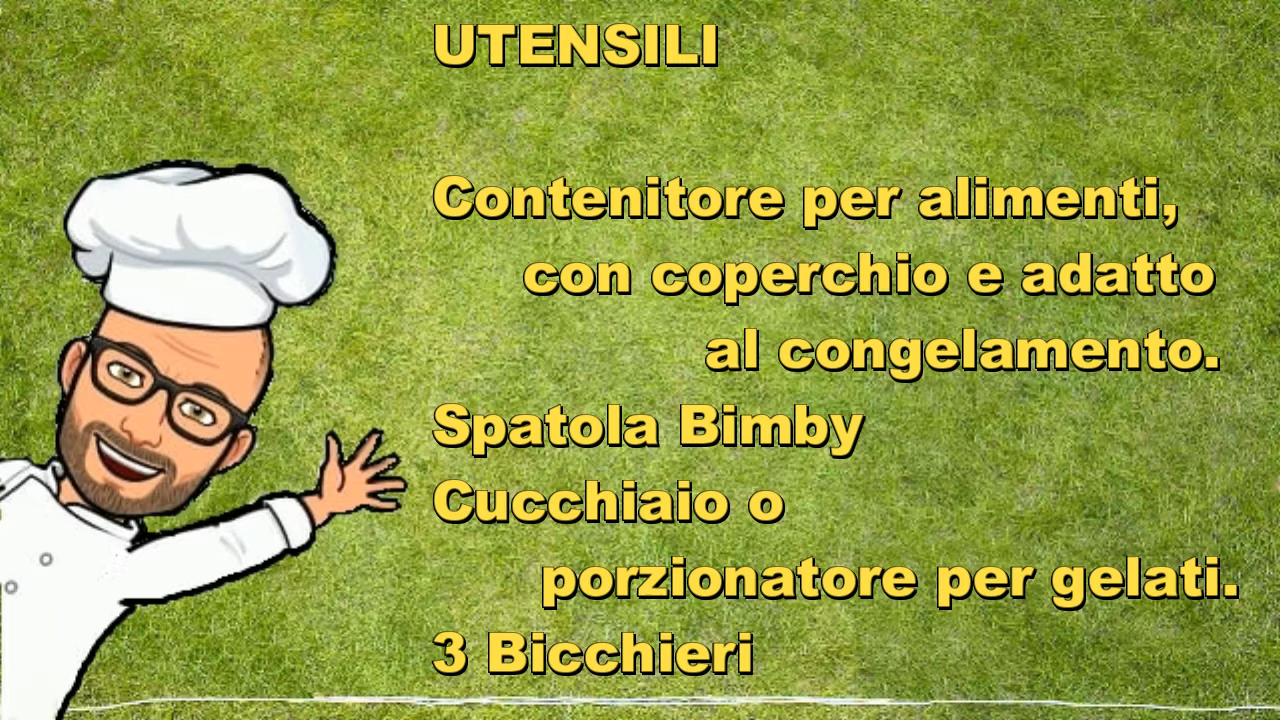 UTENSILI
Contenitore per alimenti,
con coperchio e adatto
al congelamento.
Spatola Bimby
Cucchiaio o
porzionatore per gelati.
3 Bicchieri